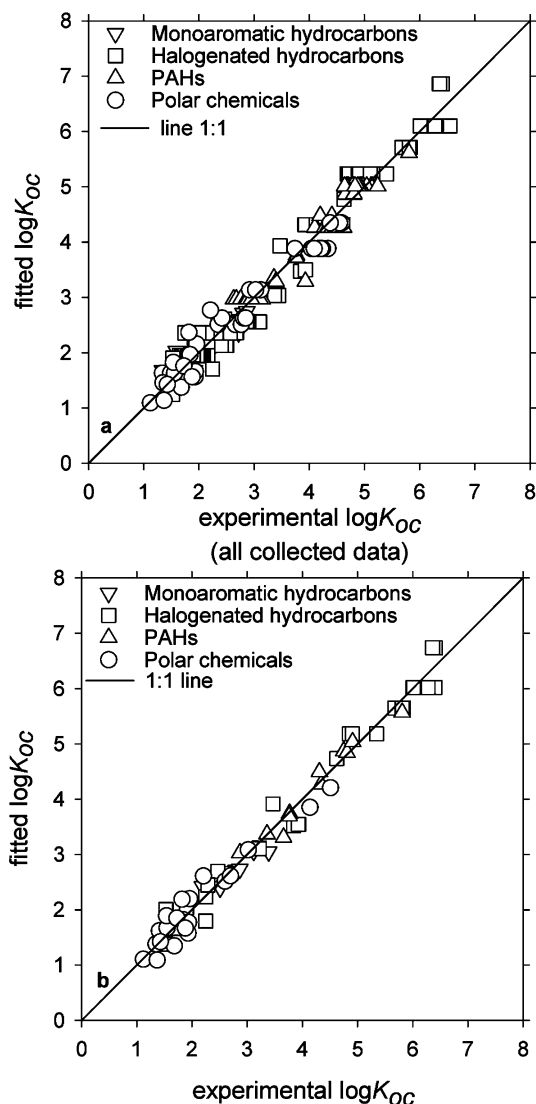 8
7
6
5
4
3
2
1
0
fitted logKOC
Monoaromatic hydrocarbons
Halogenated hydrocarbons
PAHs
Polar chemicals
line 1:1
a
0 1 2 3 4 5 6 7 8
experimental logKOC
(all collected data)
8
7
6
5
4
3
2
1
0
fitted logKOC
Monoaromatic hydrocarbons
Halogenated hydrocarbons
PAHs
Polar chemicals
1:1 line
b
0 1 2 3 4 5 6 7 8
experimental logKOC